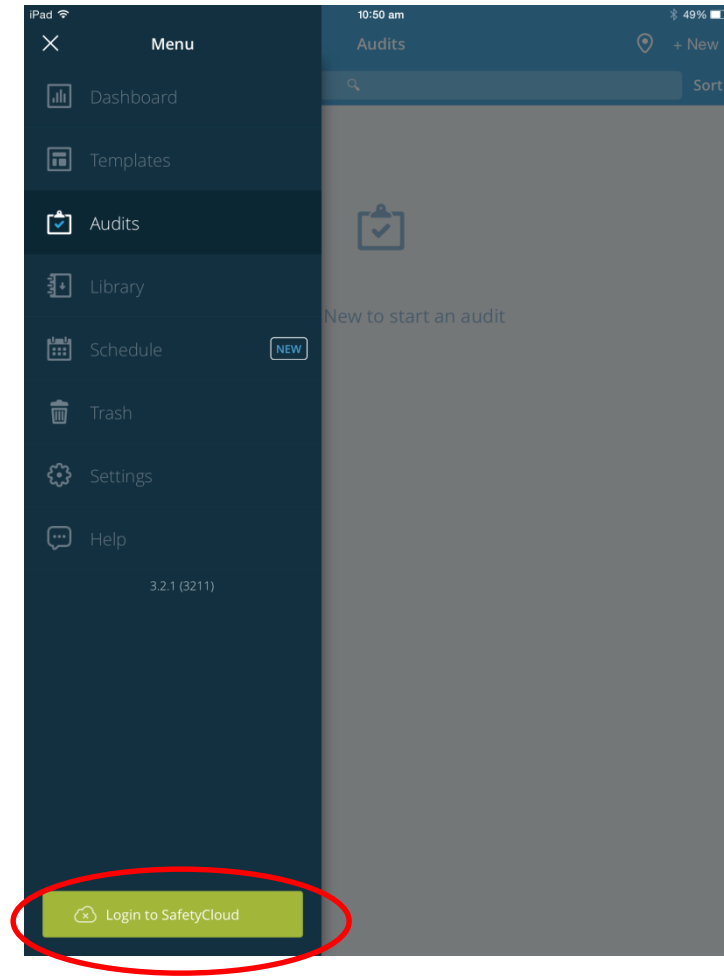 iPad 10:50 am 49%
Menu Audits + New
Sort
Dashboard
Templates
Audits
Library
New to start an audit
Schedule NEW
Trash
Settings
Help
3.2.1 (3211)
Login to SafetyCloud